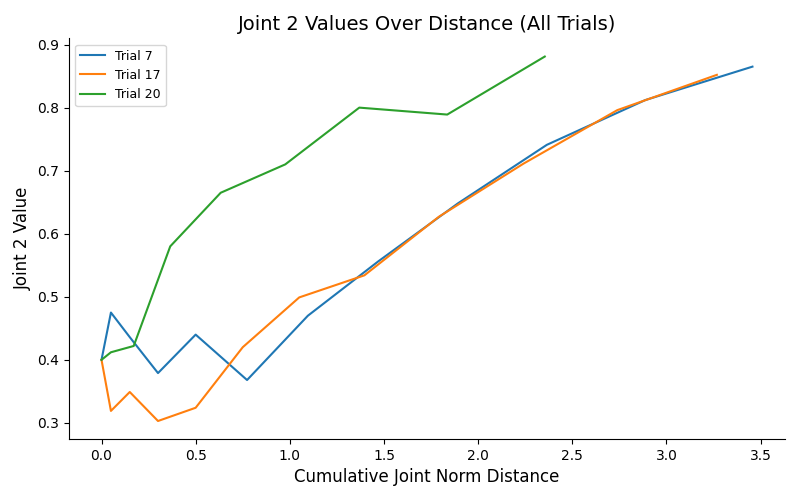 Joint 2 Values Over Distance (All Trials)
Trial 7
Trial 17
Trial 20
Joint 2 Value
0.9
0.8
0.7
0.6
0.5
0.4
0.3
0.0 0.5 1.0 1.5 2.0 2.5 3.0 3.5
Cumulative Joint Norm Distance